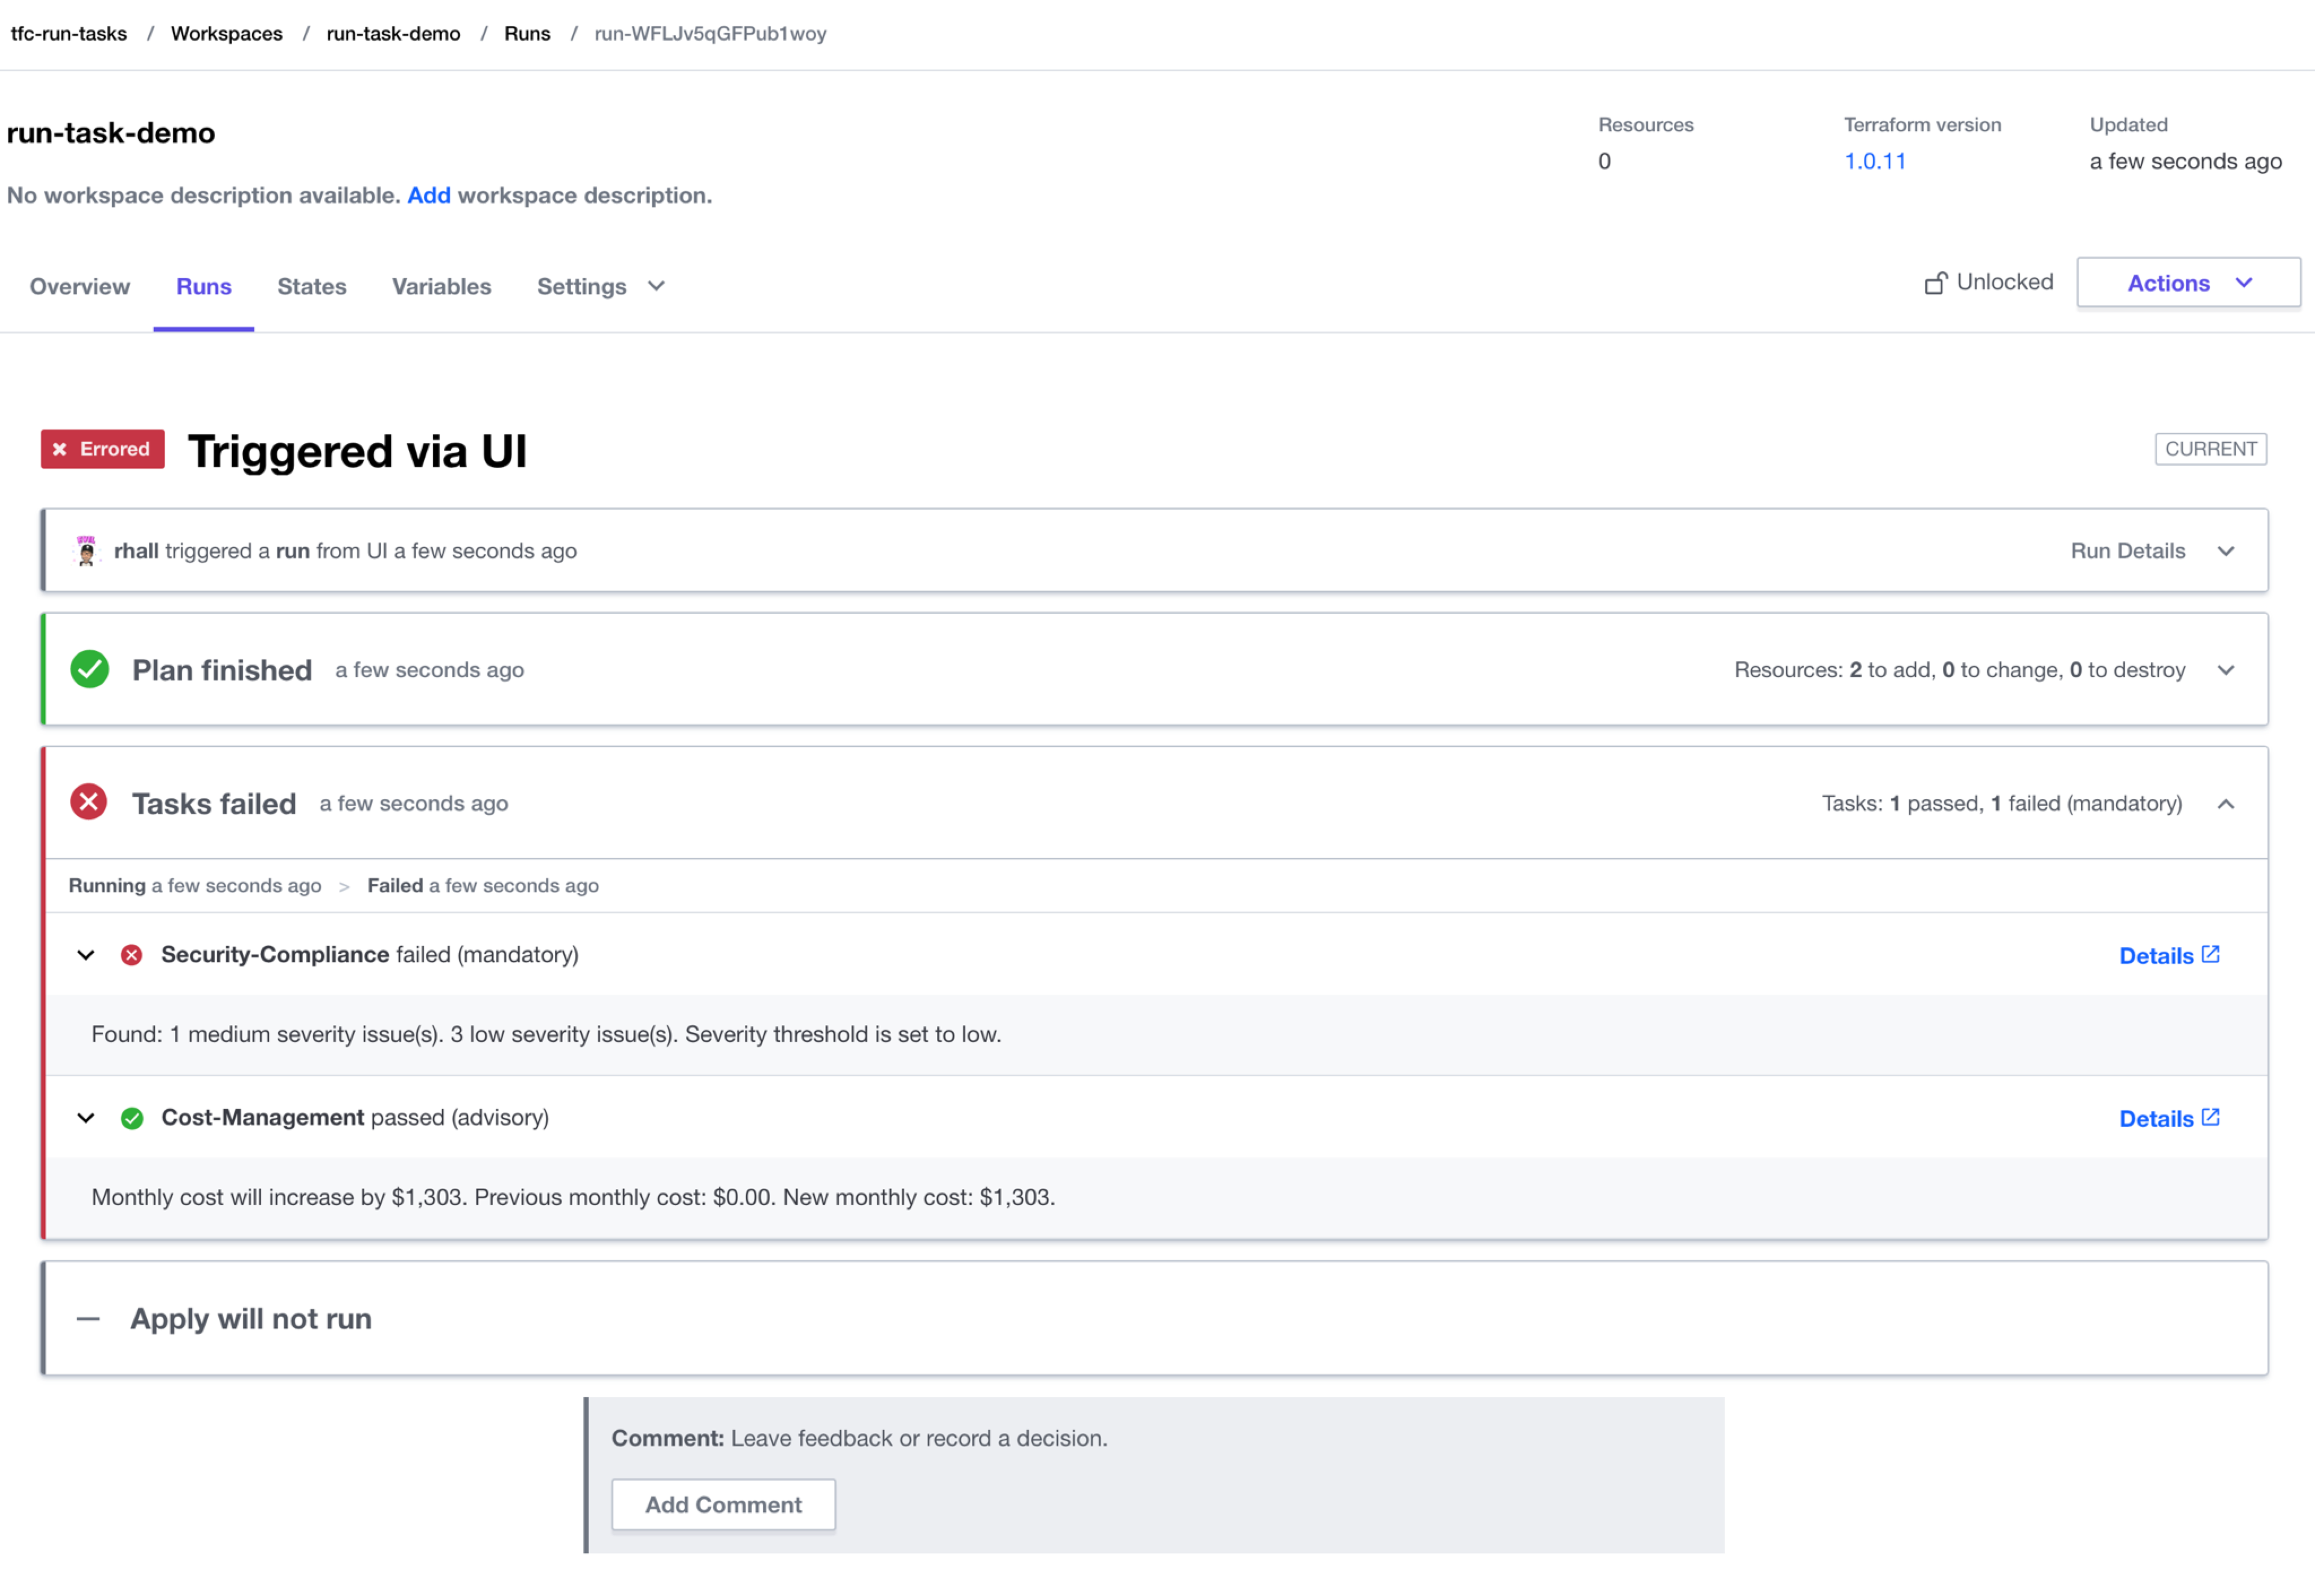 tfc-run-tasks / Workspaces / run-task-demo / Runs / run-WFLJv5qGFPub1woy
run-task-demo
Resources
0
Terraform version
1.0.11
Updated
a few seconds ago
No workspace description available. Add workspace description.
Overview Runs States Variables Settings
Unlocked
Actions
Errored
Triggered via UI
CURRENT
rhall triggered a run from UI a few seconds ago
Run Details
Plan finished a few seconds ago
Resources: 2 to add, 0 to change, 0 to destroy
Tasks failed a few seconds ago
Tasks: 1 passed, 1 failed (mandatory)
Running a few seconds ago > Failed a few seconds ago
Security-Compliance failed (mandatory)
Details
Found: 1 medium severity issue(s). 3 low severity issue(s). Severity threshold is set to low.
Cost-Management passed (advisory)
Details
Monthly cost will increase by $1,303. Previous monthly cost: $0.00. New monthly cost: $1,303.
Apply will not run
Comment: Leave feedback or record a decision.
Add Comment